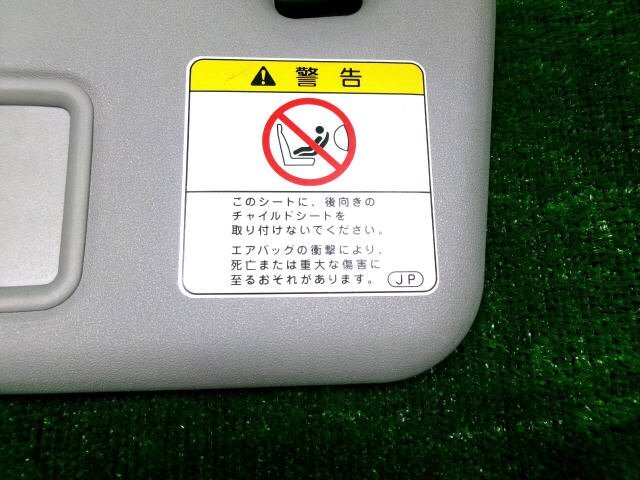 警告
このシートに、後向きの
チャイルドシートを
取り付けないでください。
エアバッグの衝撃により、
死亡または重大な傷害に
至るおそれがあります。
JP